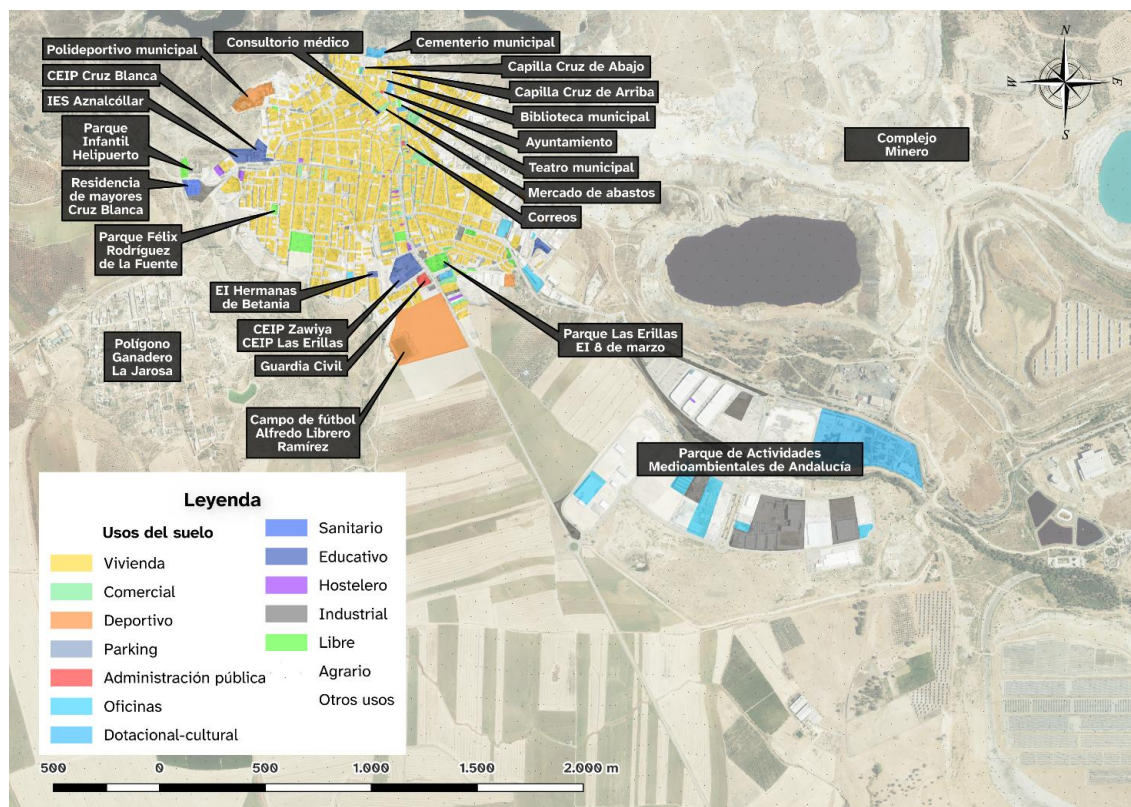 Polideportivo municipal
CEIP Cruz Blanca
IES Aznalcóllar
Parque
Infantil
Helipuerto
Residencia
de mayores
Cruz Blanca
Parque Félix
Rodríguez
de la Fuente
Consultorio médico
Cementerio municipal
Capilla Cruz de Abajo
Capilla Cruz de Arriba
Biblioteca municipal
Ayuntamiento
Teatro municipal
Mercado de abastos
Correos
Complejo
Minero
N
W
E
S
EI Hermanas
de Betania
CEIP Zawiya
CEIP Las Erillas
Guardia Civil
Parque Las Erillas
EI 8 de marzo
Polígono
Ganadero
La Jarosa
Campo de fútbol
Alfredo Librero
Ramírez
Parque de Actividades
Medioambientales de Andalucía
Leyenda
Usos del suelo
Vivienda
Comercial
Deportivo
Parking
Administración pública
Oficinas
Dotacional-cultural
Sanitario
Educativo
Hostelero
Industrial
Libre
Agrario
Otros usos
500 0 500 1.000 1.500 2.000 m